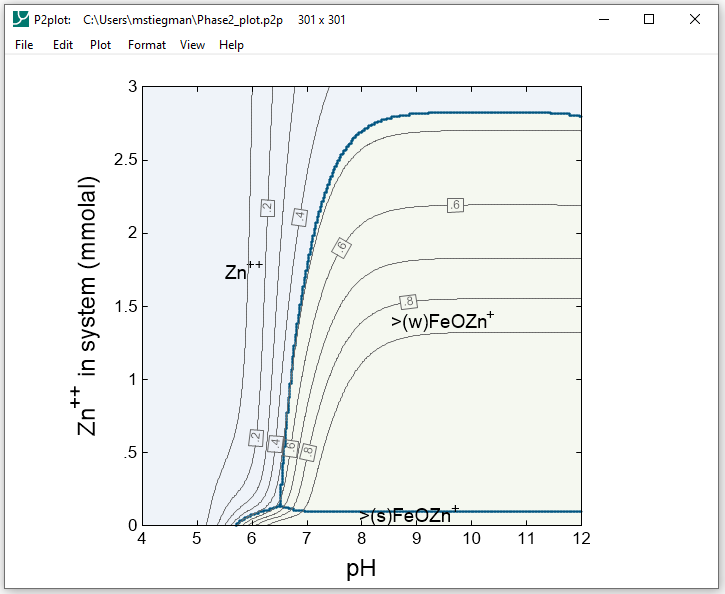 P2plot: C:\Users\mstiegman\Phase2_plot.p2p 301 x 301
File Edit Plot Format View Help
3
2.5
2
1.5
1
.5
0
Zn++ in system (mmolal)
.2
.4
.6
.6
Zn++
.8
>(w)FeOZn+
.2
.4
.6
.8
>(s)FeOZn+
4 5 6 7 8 9 10 11 12
pH